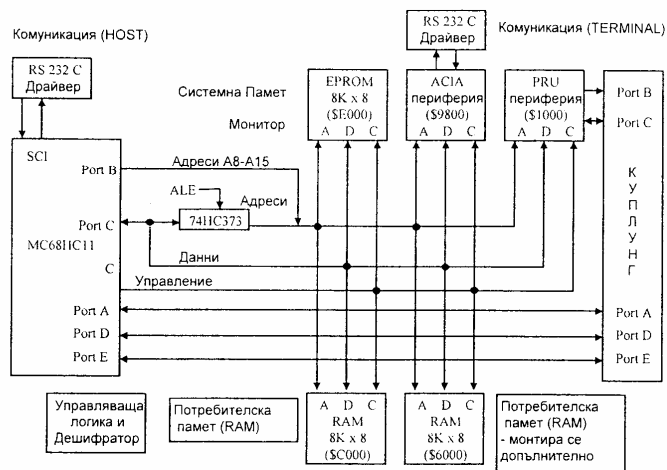 Комуникация (HOST)
RS 232 C
Драйвер
RS 232 C
Драйвер
Комуникация (TERMINAL)
Системна Памет
Монитор
EPROM
8K x 8
($E000)
A D C
ACIA
периферия
($9800)
A D C
PRU
периферия
($1000)
A D C
Port B
Port C
КУПЛУНГ
Port A
Port D
Port E
SCI
Port B
Port C
MC68HC11
C
Port A
Port D
Port E
Адреси A8-A15
ALE
Адреси
74HC373
Данни
Управление
Управляваща
логика и
Дешифратор
Потребителска
памет (RAM)
A D C
RAM
8K x 8
($C000)
A D C
RAM
8K x 8
($6000)
Потребителска
памет (RAM)
- монтира се
допълнително